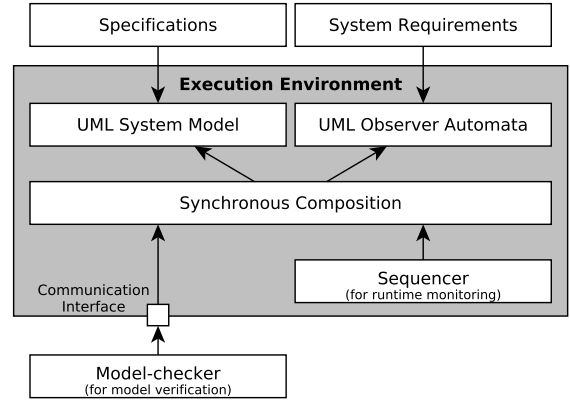 Specifications
System Requirements
Execution Environment
UML System Model
UML Observer Automata
Synchronous Composition
Communication
Interface
Sequencer
(for runtime monitoring)
Model-checker
(for model verification)